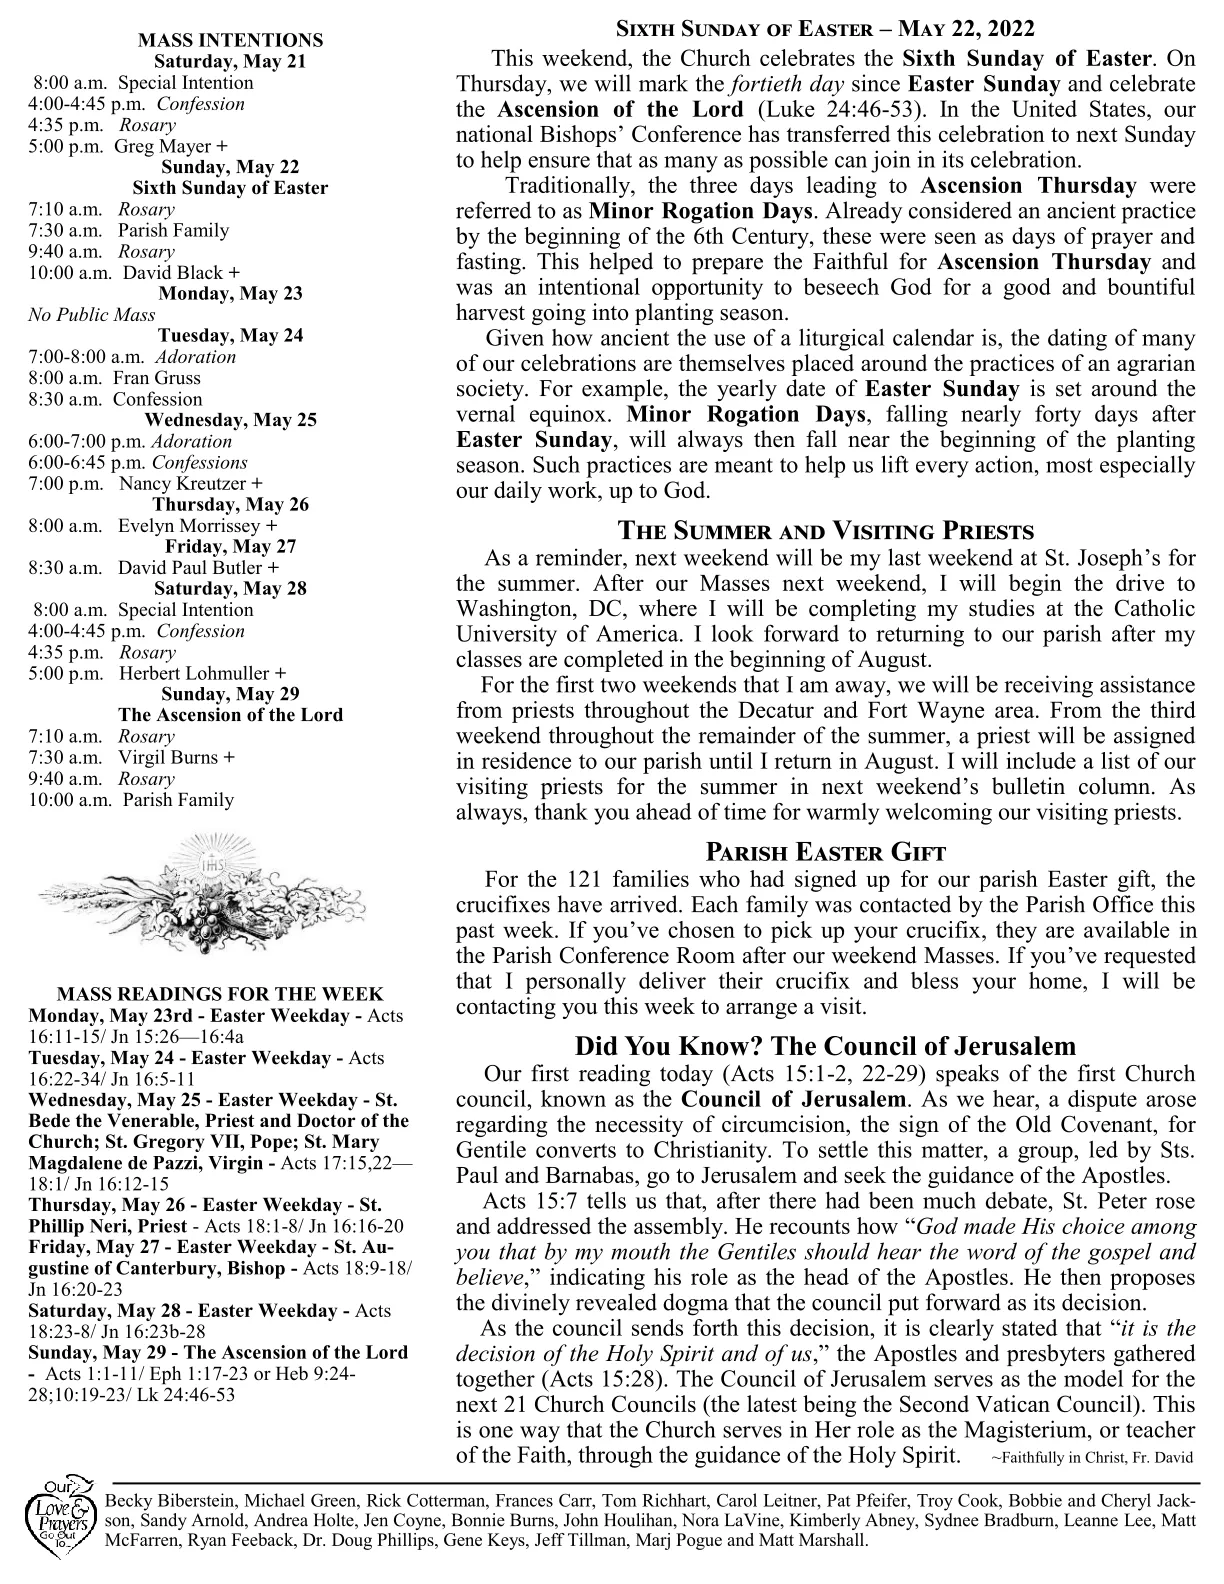 MASS INTENTIONS
Saturday, May 21
8:00 a.m. Special Intention
4:00-4:45 p.m. Confession
4:35 p.m. Rosary
5:00 p.m. Greg Mayer +
Sunday, May 22
Sixth Sunday of Easter
7:10 a.m. Rosary
7:30 a.m. Parish Family
9:40 a.m. Rosary
10:00 a.m. David Black +
Monday, May 23
No Public Mass
Tuesday, May 24
7:00-8:00 a.m. Adoration
8:00 a.m. Fran Gruss
8:30 a.m. Confession
Wednesday, May 25
6:00-7:00 p.m. Adoration
6:00-6:45 p.m. Confessions
7:00 p.m. Nancy Kreutzer +
Thursday, May 26
8:00 a.m. Evelyn Morrissey +
Friday, May 27
8:30 a.m. David Paul Butler +
Saturday, May 28
8:00 a.m. Special Intention
4:00-4:45 p.m. Confession
4:35 p.m. Rosary
5:00 p.m. Herbert Lohmuller +
Sunday, May 29
The Ascension of the Lord
7:10 a.m. Rosary
7:30 a.m. Virgil Burns +
9:40 a.m. Rosary
10:00 a.m. Parish Family
IHS
MASS READINGS FOR THE WEEK
Monday, May 23rd - Easter Weekday - Acts
16:11-15/ Jn 15:26—16:4a
Tuesday, May 24 - Easter Weekday - Acts
16:22-34/ Jn 16:5-11
Wednesday, May 25 - Easter Weekday - St.
Bede the Venerable, Priest and Doctor of the
Church; St. Gregory VII, Pope; St. Mary
Magdalene de Pazzi, Virgin - Acts 17:15,22—
18:1/ Jn 16:12-15
Thursday, May 26 - Easter Weekday - St.
Phillip Neri, Priest - Acts 18:1-8/ Jn 16:16-20
Friday, May 27 - Easter Weekday - St. Au-
gustine of Canterbury, Bishop - Acts 18:9-18/
Jn 16:20-23
Saturday, May 28 - Easter Weekday - Acts
18:23-8/ Jn 16:23b-28
Sunday, May 29 - The Ascension of the Lord
- Acts 1:1-11/ Eph 1:17-23 or Heb 9:24-
28;10:19-23/ Lk 24:46-53
Sixth Sunday of Easter – May 22, 2022
This weekend, the Church celebrates the Sixth Sunday of Easter. On
Thursday, we will mark the fortieth day since Easter Sunday and celebrate
the Ascension of the Lord (Luke 24:46-53). In the United States, our
national Bishops’ Conference has transferred this celebration to next Sunday
to help ensure that as many as possible can join in its celebration.
Traditionally, the three days leading to Ascension Thursday were
referred to as Minor Rogation Days. Already considered an ancient practice
by the beginning of the 6th Century, these were seen as days of prayer and
fasting. This helped to prepare the Faithful for Ascension Thursday and
was an intentional opportunity to beseech God for a good and bountiful
harvest going into planting season.
Given how ancient the use of a liturgical calendar is, the dating of many
of our celebrations are themselves placed around the practices of an agrarian
society. For example, the yearly date of Easter Sunday is set around the
vernal equinox. Minor Rogation Days, falling nearly forty days after
Easter Sunday, will always then fall near the beginning of the planting
season. Such practices are meant to help us lift every action, most especially
our daily work, up to God.
The Summer and Visiting Priests
As a reminder, next weekend will be my last weekend at St. Joseph’s for
the summer. After our Masses next weekend, I will begin the drive to
Washington, DC, where I will be completing my studies at the Catholic
University of America. I look forward to returning to our parish after my
classes are completed in the beginning of August.
For the first two weekends that I am away, we will be receiving assistance
from priests throughout the Decatur and Fort Wayne area. From the third
weekend throughout the remainder of the summer, a priest will be assigned
in residence to our parish until I return in August. I will include a list of our
visiting priests for the summer in next weekend’s bulletin column. As
always, thank you ahead of time for warmly welcoming our visiting priests.
Parish Easter Gift
For the 121 families who had signed up for our parish Easter gift, the
crucifixes have arrived. Each family was contacted by the Parish Office this
past week. If you’ve chosen to pick up your crucifix, they are available in
the Parish Conference Room after our weekend Masses. If you’ve requested
that I personally deliver their crucifix and bless your home, I will be
contacting you this week to arrange a visit.
Did You Know? The Council of Jerusalem
Our first reading today (Acts 15:1-2, 22-29) speaks of the first Church
council, known as the Council of Jerusalem. As we hear, a dispute arose
regarding the necessity of circumcision, the sign of the Old Covenant, for
Gentile converts to Christianity. To settle this matter, a group, led by Sts.
Paul and Barnabas, go to Jerusalem and seek the guidance of the Apostles.
Acts 15:7 tells us that, after there had been much debate, St. Peter rose
and addressed the assembly. He recounts how “God made His choice among
you that by my mouth the Gentiles should hear the word of the gospel and
believe,” indicating his role as the head of the Apostles. He then proposes
the divinely revealed dogma that the council put forward as its decision.
As the council sends forth this decision, it is clearly stated that “it is the
decision of the Holy Spirit and of us,” the Apostles and presbyters gathered
together (Acts 15:28). The Council of Jerusalem serves as the model for the
next 21 Church Councils (the latest being the Second Vatican Council). This
is one way that the Church serves in Her role as the Magisterium, or teacher
of the Faith, through the guidance of the Holy Spirit. ~Faithfully in Christ, Fr. David
Our
Love &
Prayers
Go Out
To...
Becky Biberstein, Michael Green, Rick Cotterman, Frances Carr, Tom Richhart, Carol Leitner, Pat Pfeifer, Troy Cook, Bobbie and Cheryl Jack-
son, Sandy Arnold, Andrea Holte, Jen Coyne, Bonnie Burns, John Houlihan, Nora LaVine, Kimberly Abney, Sydnee Bradburn, Leanne Lee, Matt
McFarren, Ryan Feeback, Dr. Doug Phillips, Gene Keys, Jeff Tillman, Marj Pogue and Matt Marshall.